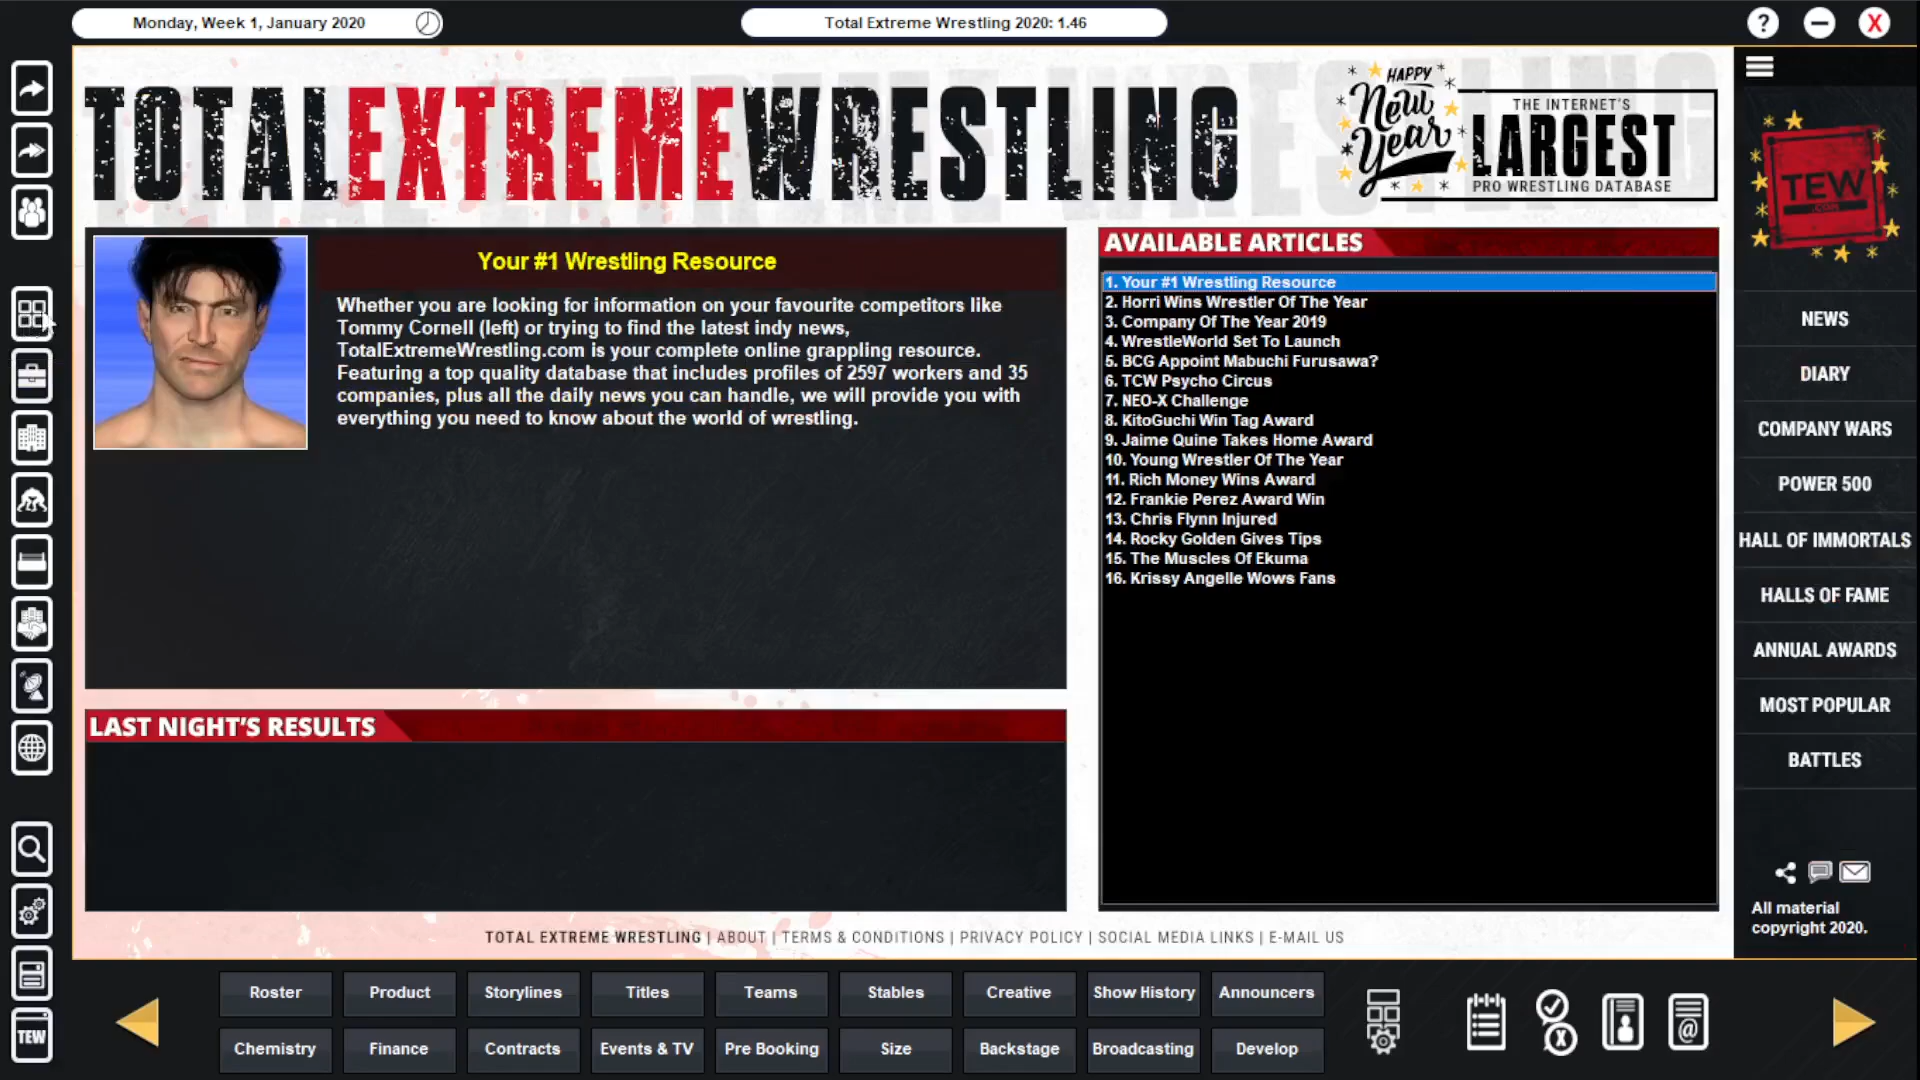 Monday, Week 1, January 2020
Total Extreme Wrestling 2020: 1.46
?
X
TOTALEXTREMEWRESTLING
HAPPY
New
Year
THE INTERNET'S
LARGEST
PRO WRESTLING DATABASE
TEW
.COM
Your #1 Wrestling Resource
Whether you are looking for information on your favourite competitors like
Tommy Cornell (left) or trying to find the latest indy news,
TotalExtremeWrestling.com is your complete online grappling resource.
Featuring a top quality database that includes profiles of 2597 workers and 35
companies, plus all the daily news you can handle, we will provide you with
everything you need to know about the world of wrestling.
AVAILABLE ARTICLES
1. Your #1 Wrestling Resource
2. Horri Wins Wrestler Of The Year
3. Company Of The Year 2019
4. WrestleWorld Set To Launch
5. BCG Appoint Mabuchi Furusawa?
6. TCW Psycho Circus
7. NEO-X Challenge
8. KitoGuchi Win Tag Award
9. Jaime Quine Takes Home Award
10. Young Wrestler Of The Year
11. Rich Money Wins Award
12. Frankie Perez Award Win
13. Chris Flynn Injured
14. Rocky Golden Gives Tips
15. The Muscles Of Ekuma
16. Krissy Angelle Wows Fans
NEWS
DIARY
COMPANY WARS
POWER 500
HALL OF IMMORTALS
HALLS OF FAME
ANNUAL AWARDS
MOST POPULAR
BATTLES
All material
copyright 2020.
LAST NIGHT'S RESULTS
TOTAL EXTREME WRESTLING | ABOUT | TERMS & CONDITIONS | PRIVACY POLICY | SOCIAL MEDIA LINKS | E-MAIL US
TEW
Roster
Product
Storylines
Titles
Teams
Stables
Creative
Show History
Announcers
Chemistry
Finance
Contracts
Events & TV
Pre Booking
Size
Backstage
Broadcasting
Develop